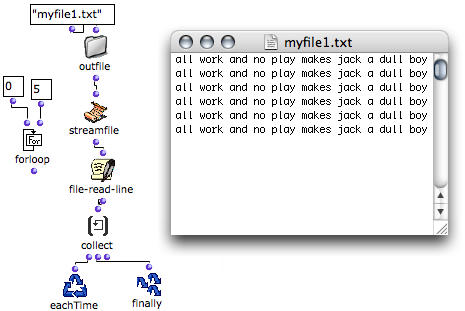 "myfile1.txt"
outfile
0
5
streamfile
For
forloop
file-read-line
collect
eachTime
finally
myfile1.txt
all work and no play makes jack a dull boy
all work and no play makes jack a dull boy
all work and no play makes jack a dull boy
all work and no play makes jack a dull boy
all work and no play makes jack a dull boy
all work and no play makes jack a dull boy